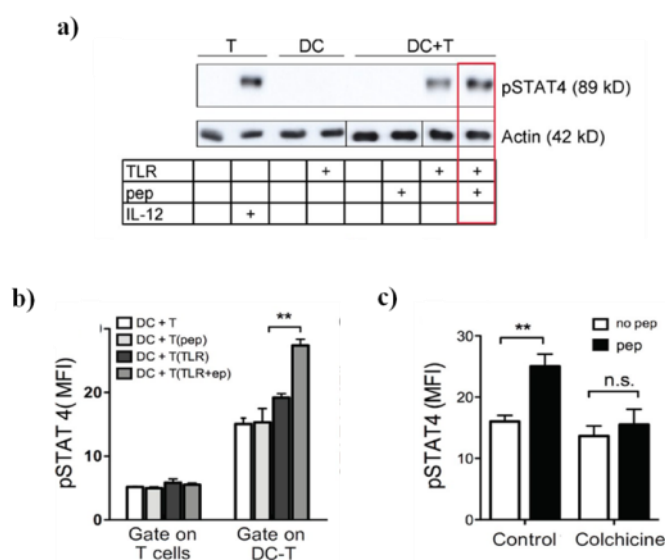 a)
T DC DC+T
pSTAT4 (89 kD)
Actin (42 kD)
TLR + + +
pep + +
IL-12 +
b)
pSTAT 4( MFI)
20
10
0
DC + T
DC + T(pep)
DC + T(TLR)
DC + T(TLR+ep)
**
Gate on
T cells
Gate on
DC-T
c)
pSTAT4 (MFI)
40
30
20
10
0
no pep
pep
**
n.s.
Control Colchicine